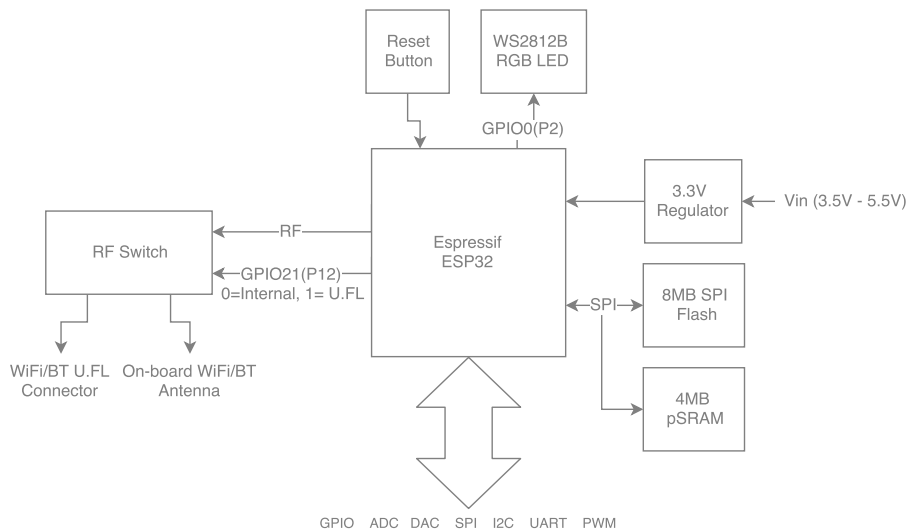 Reset
Button
WS2812B
RGB LED
GPIO0(P2)
3.3V
Regulator
Vin (3.5V - 5.5V)
Espressif
ESP32
RF Switch
RF
GPIO21(P12)
0=Internal, 1= U.FL
SPI
8MB SPI
Flash
WiFi/BT U.FL
Connector
On-board WiFi/BT
Antenna
4MB
pSRAM
GPIO ADC DAC SPI I2C UART PWM